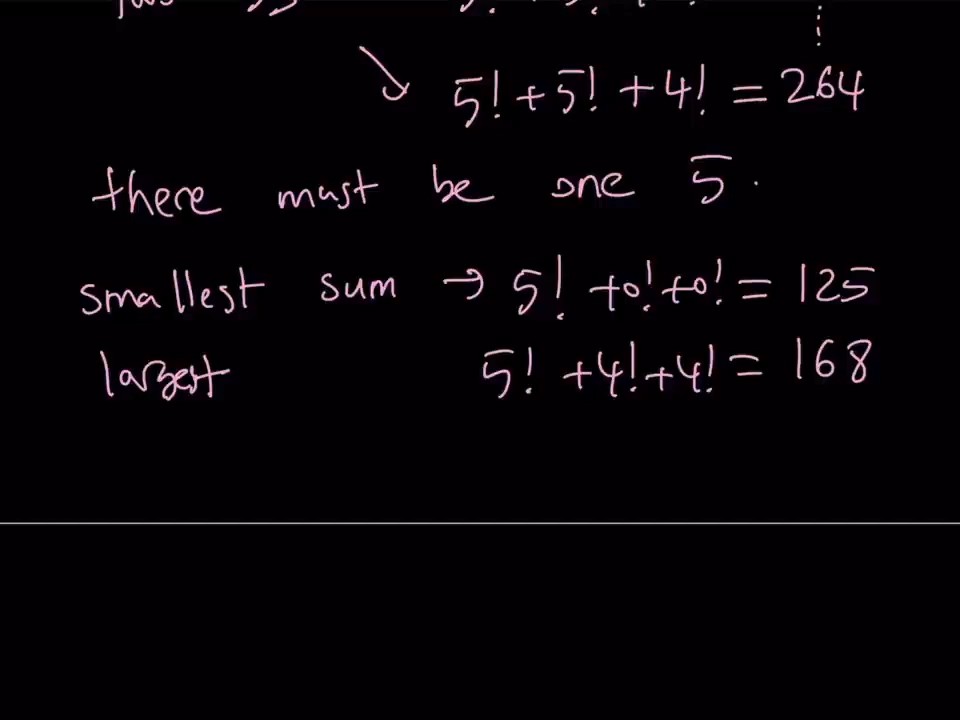 5! + 5! + 4! = 264
there must be one 5.
smallest sum → 5! + 0! + 0! = 125
largest 5! + 4! + 4! = 168